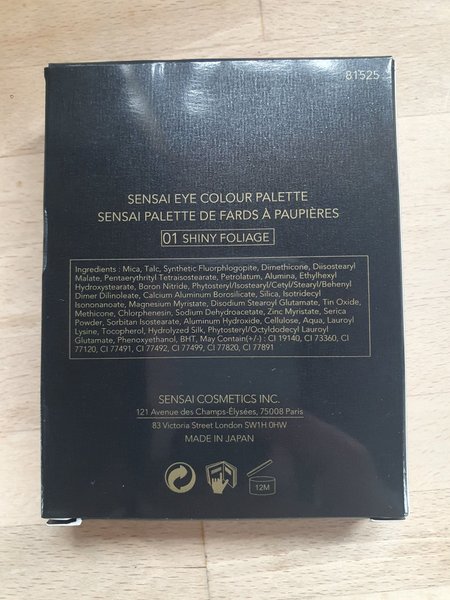 81525
SENSAI EYE COLOUR PALETTE
SENSAI PALETTE DE FARDS À PAUPIÈRES
01 SHINY FOLIAGE
Ingredients : Mica, Talc, Synthetic Fluorphlogopite, Dimethicone, Diisostearyl
Malate, Pentaerythrityl Tetraisostearate, Petrolatum, Alumina, Ethylhexyl
Hydroxystearate, Boron Nitride, Phytosteryl/Isostearyl/Cetyl/Stearyl/Behenyl
Dimer Dilinoleate, Calcium Aluminum Borosilicate, Silica, Isotridecyl
Isononanoate, Magnesium Myristate, Disodium Stearoyl Glutamate, Tin Oxide,
Methicone, Chlorphenesin, Sodium Dehydroacetate, Zinc Myristate, Serica
Powder, Sorbitan Isostearate, Aluminum Hydroxide, Cellulose, Aqua, Lauroyl
Lysine, Tocopherol, Hydrolyzed Silk, Phytosteryl/Octyldodecyl Lauroyl
Glutamate, Phenoxyethanol, BHT, May Contain(+/-) : CI 19140, CI 73360, CI
77120, CI 77491, CI 77492, CI 77499, CI 77820, CI 77891
SENSAI COSMETICS INC.
121 Avenue des Champs-Élysées, 75008 Paris
83 Victoria Street London SW1H 0HW
MADE IN JAPAN
12M